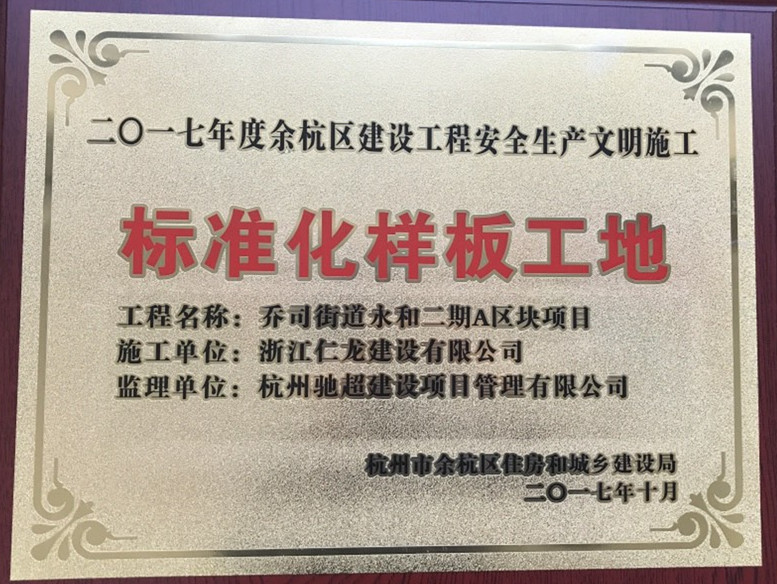 二〇一七年度余杭区建设工程安全生产文明施工
标准化样板工地
工程名称：乔司街道永和二期A区块项目
施工单位：浙江仁龙建设有限公司
监理单位：杭州驰超建设项目管理有限公司
杭州市余杭区住房和城乡建设局
二〇一七年十月